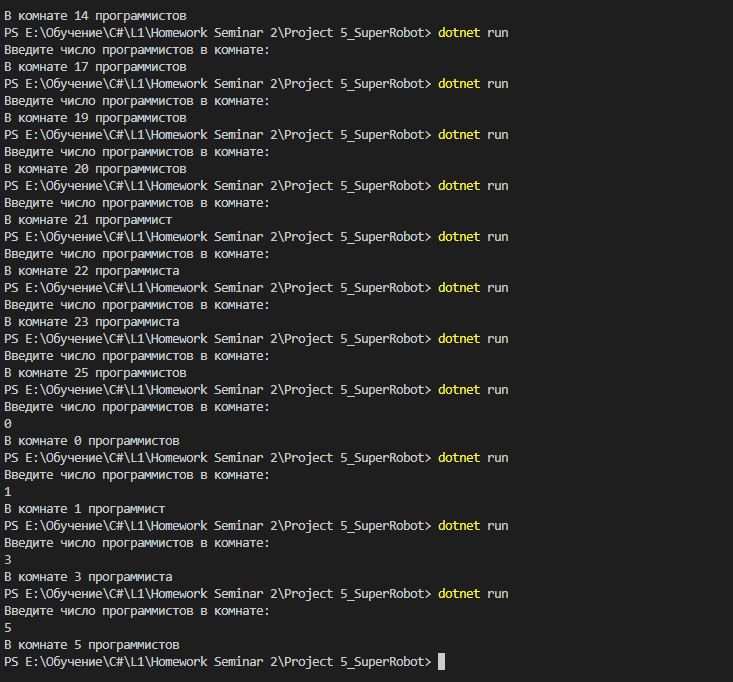 В комнате 14 программистов
PS E:\Обучение\C#\L1\Homework Seminar 2\Project 5_SuperRobot> dotnet run
Введите число программистов в комнате:
В комнате 17 программистов
PS E:\Обучение\C#\L1\Homework Seminar 2\Project 5_SuperRobot> dotnet run
Введите число программистов в комнате:
В комнате 19 программистов
PS E:\Обучение\C#\L1\Homework Seminar 2\Project 5_SuperRobot> dotnet run
Введите число программистов в комнате:
В комнате 20 программистов
PS E:\Обучение\C#\L1\Homework Seminar 2\Project 5_SuperRobot> dotnet run
Введите число программистов в комнате:
В комнате 21 программист
PS E:\Обучение\C#\L1\Homework Seminar 2\Project 5_SuperRobot> dotnet run
Введите число программистов в комнате:
В комнате 22 программиста
PS E:\Обучение\C#\L1\Homework Seminar 2\Project 5_SuperRobot> dotnet run
Введите число программистов в комнате:
В комнате 23 программиста
PS E:\Обучение\C#\L1\Homework Seminar 2\Project 5_SuperRobot> dotnet run
Введите число программистов в комнате:
В комнате 25 программистов
PS E:\Обучение\C#\L1\Homework Seminar 2\Project 5_SuperRobot> dotnet run
Введите число программистов в комнате:
0
В комнате 0 программистов
PS E:\Обучение\C#\L1\Homework Seminar 2\Project 5_SuperRobot> dotnet run
Введите число программистов в комнате:
1
В комнате 1 программист
PS E:\Обучение\C#\L1\Homework Seminar 2\Project 5_SuperRobot> dotnet run
Введите число программистов в комнате:
3
В комнате 3 программиста
PS E:\Обучение\C#\L1\Homework Seminar 2\Project 5_SuperRobot> dotnet run
Введите число программистов в комнате:
5
В комнате 5 программистов
PS E:\Обучение\C#\L1\Homework Seminar 2\Project 5_SuperRobot>